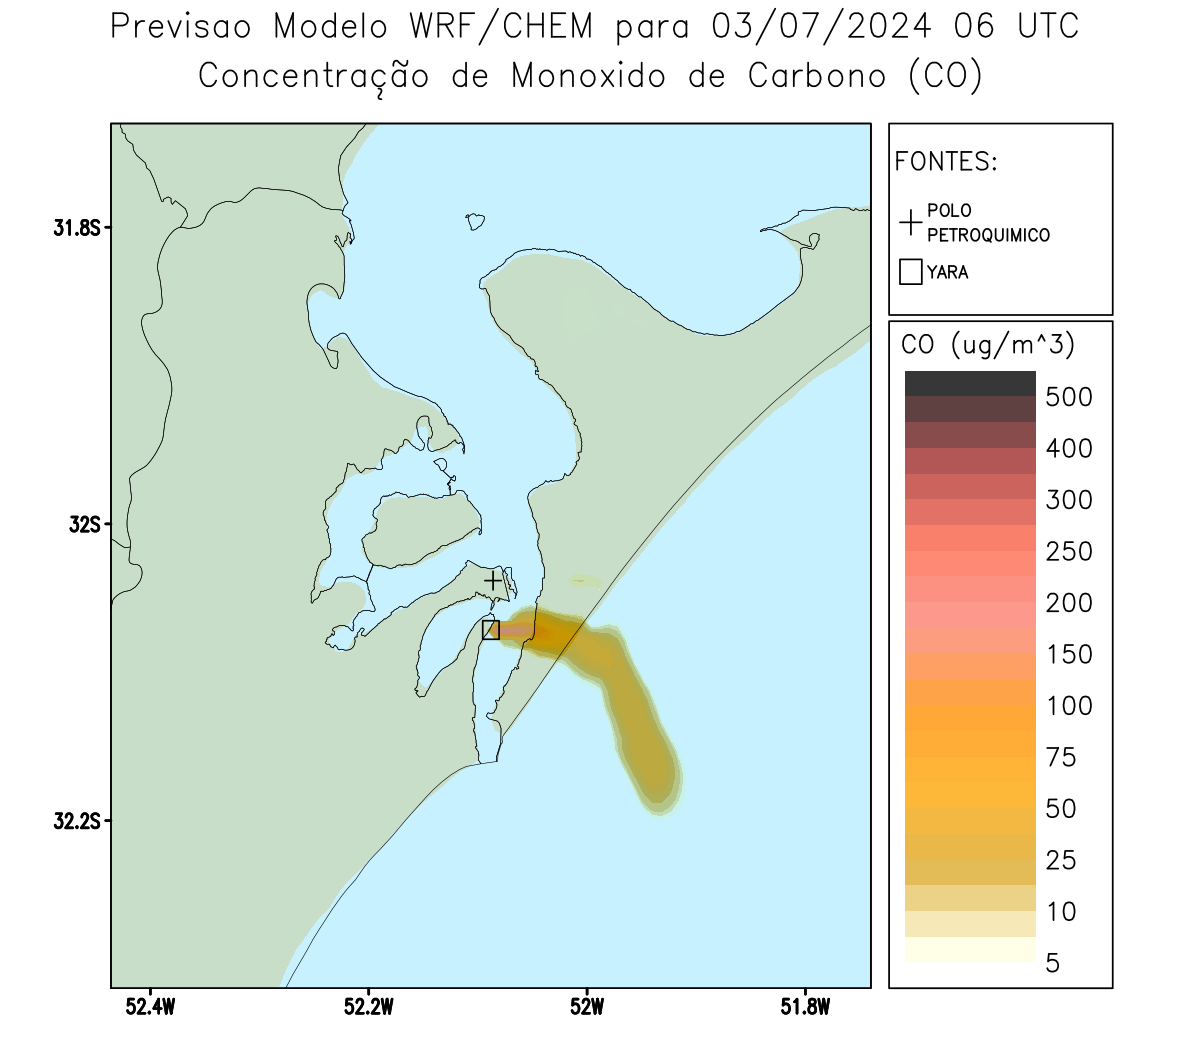 Previsao Modelo WRF/CHEM para 03/07/2024 06 UTC
Concentração de Monoxido de Carbono (CO)
31.8S
32S
32.2S
52.4W
52.2W
52W
51.8W
FONTES:
POLO
PETROQUIMICO
YARA
CO (ug/m^3)
500
400
300
250
200
150
100
75
50
25
10
5